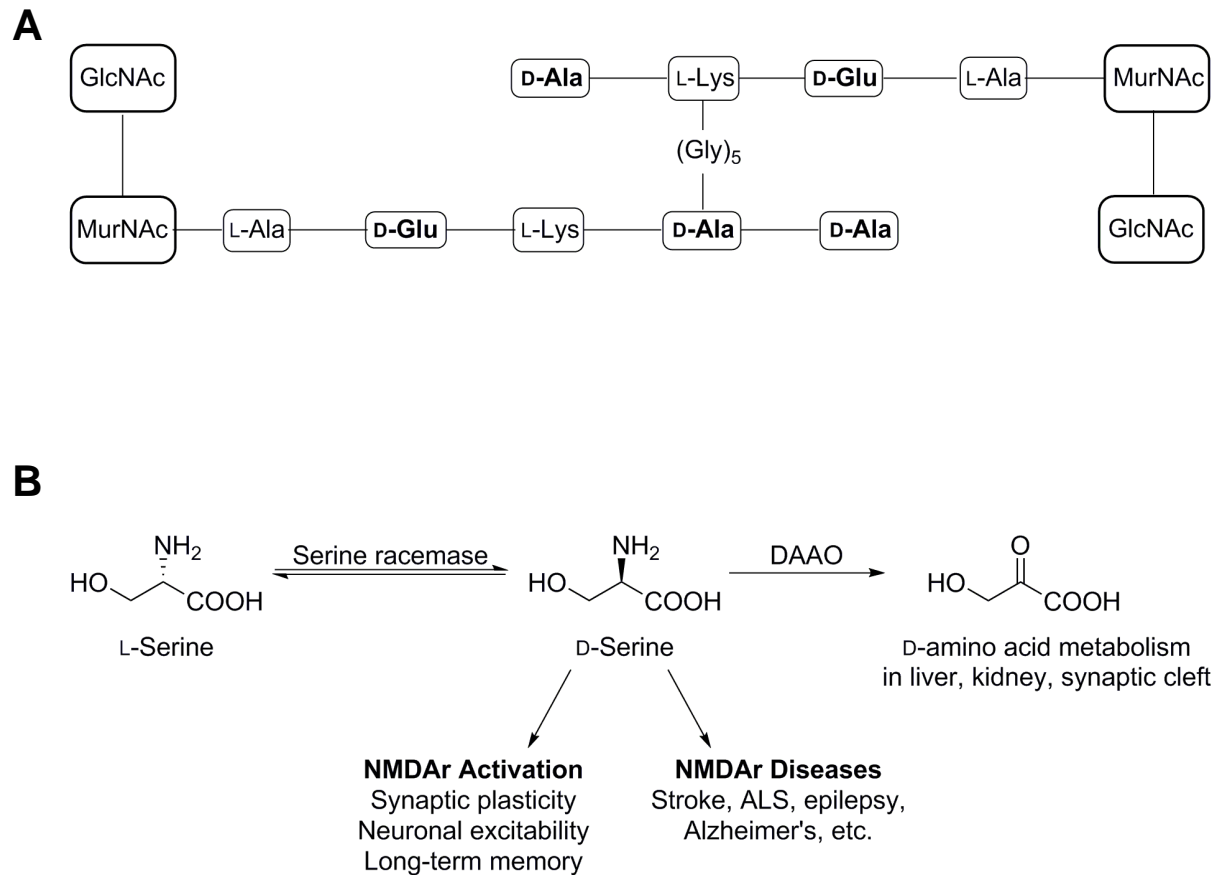 A
GlcNAc
D-Ala
L-Lys
D-Glu
L-Ala
MurNAc
(Gly)5
MurNAc
L-Ala
D-Glu
L-Lys
D-Ala
D-Ala
GlcNAc
B
NH2
HO
COOH
L-Serine
Serine racemase
NH2
HO
COOH
D-Serine
DAAO
O
HO
COOH
D-amino acid metabolism
in liver, kidney, synaptic cleft
NMDAr Activation
Synaptic plasticity
Neuronal excitability
Long-term memory
NMDAr Diseases
Stroke, ALS, epilepsy,
Alzheimer's, etc.